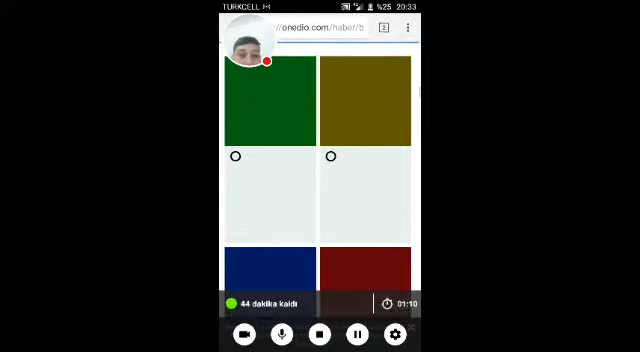 TURKCELL %25 20:33
//onedio.com/haber/b 2
44 dakika kaldı 01:10